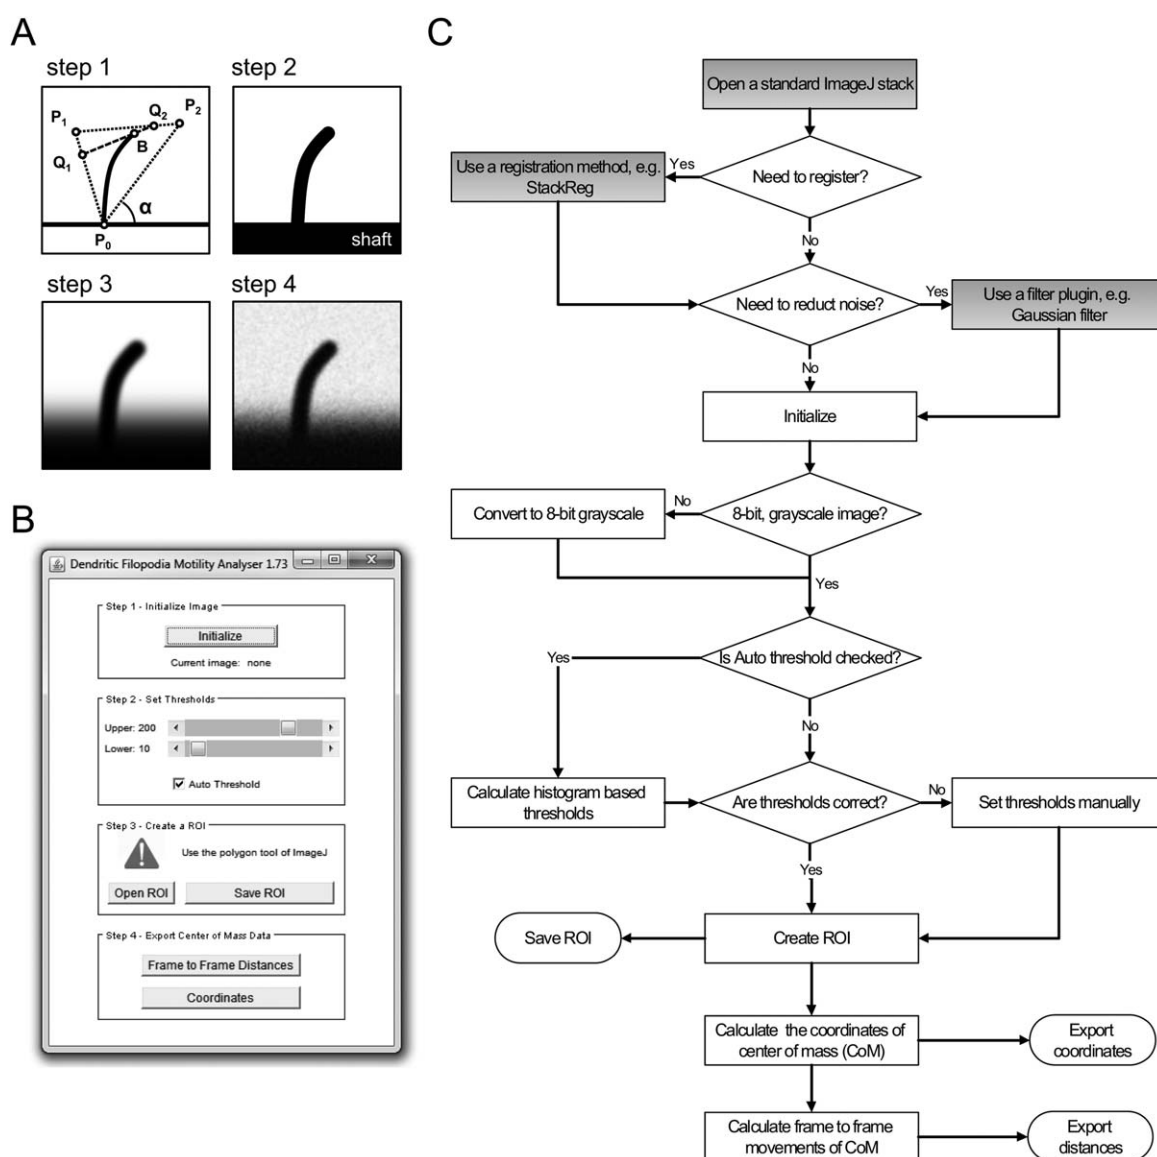 A
step 1
step 2
P1
Q2
P2
Q1
B
α
P0
shaft
step 3
step 4
B
Dendritic Filopodia Motility Analyser 1.73
Step 1 - Initialize Image
Initialize
Current image: none
Step 2 - Set Thresholds
Upper: 200
Lower: 10
Auto Threshold
Step 3 - Create a ROI
Use the polygon tool of ImageJ
Open ROI
Save ROI
Step 4 - Export Center of Mass Data
Frame to Frame Distances
Coordinates
C
Open a standard ImageJ stack
Need to register?
Yes
Use a registration method, e.g.
StackReg
No
Need to reduct noise?
Yes
Use a filter plugin, e.g.
Gaussian filter
No
Initialize
8-bit, grayscale image?
No
Convert to 8-bit grayscale
Yes
Is Auto threshold checked?
Yes
No
Calculate histogram based
thresholds
Are thresholds correct?
No
Set thresholds manually
Yes
Create ROI
Save ROI
Calculate the coordinates of
center of mass (CoM)
Export
coordinates
Calculate frame to frame
movements of CoM
Export
distances